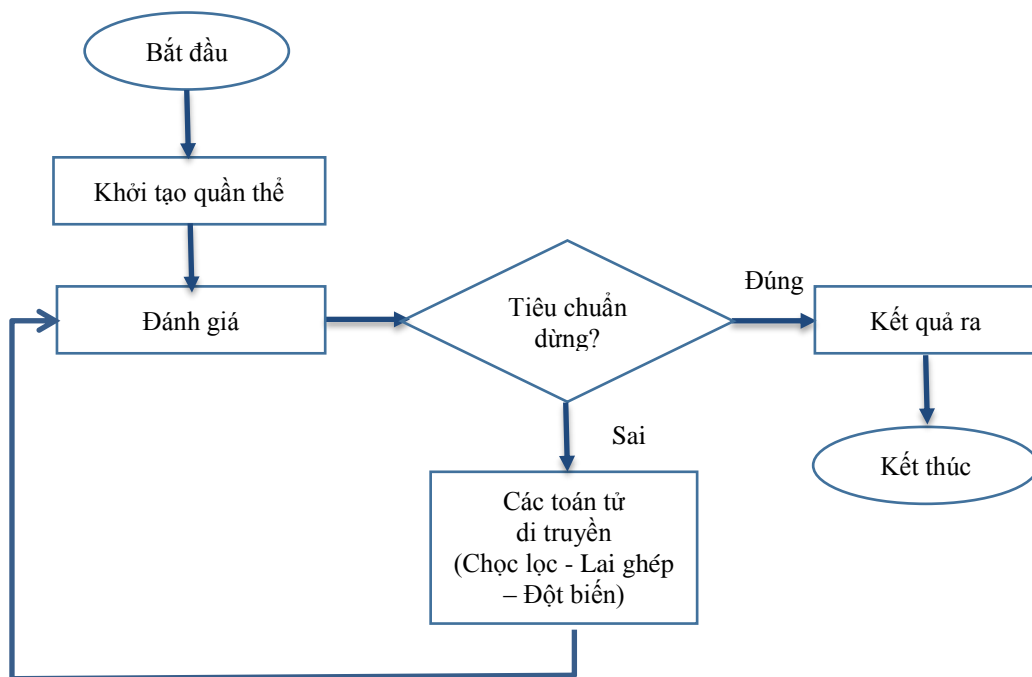 Bắt đầu
Khởi tạo quần thể
Đánh giá
Tiêu chuẩn
dừng?
Đúng
Kết quả ra
Sai
Kết thúc
Các toán tử
di truyền
(Chọc lọc - Lai ghép
– Đột biến)